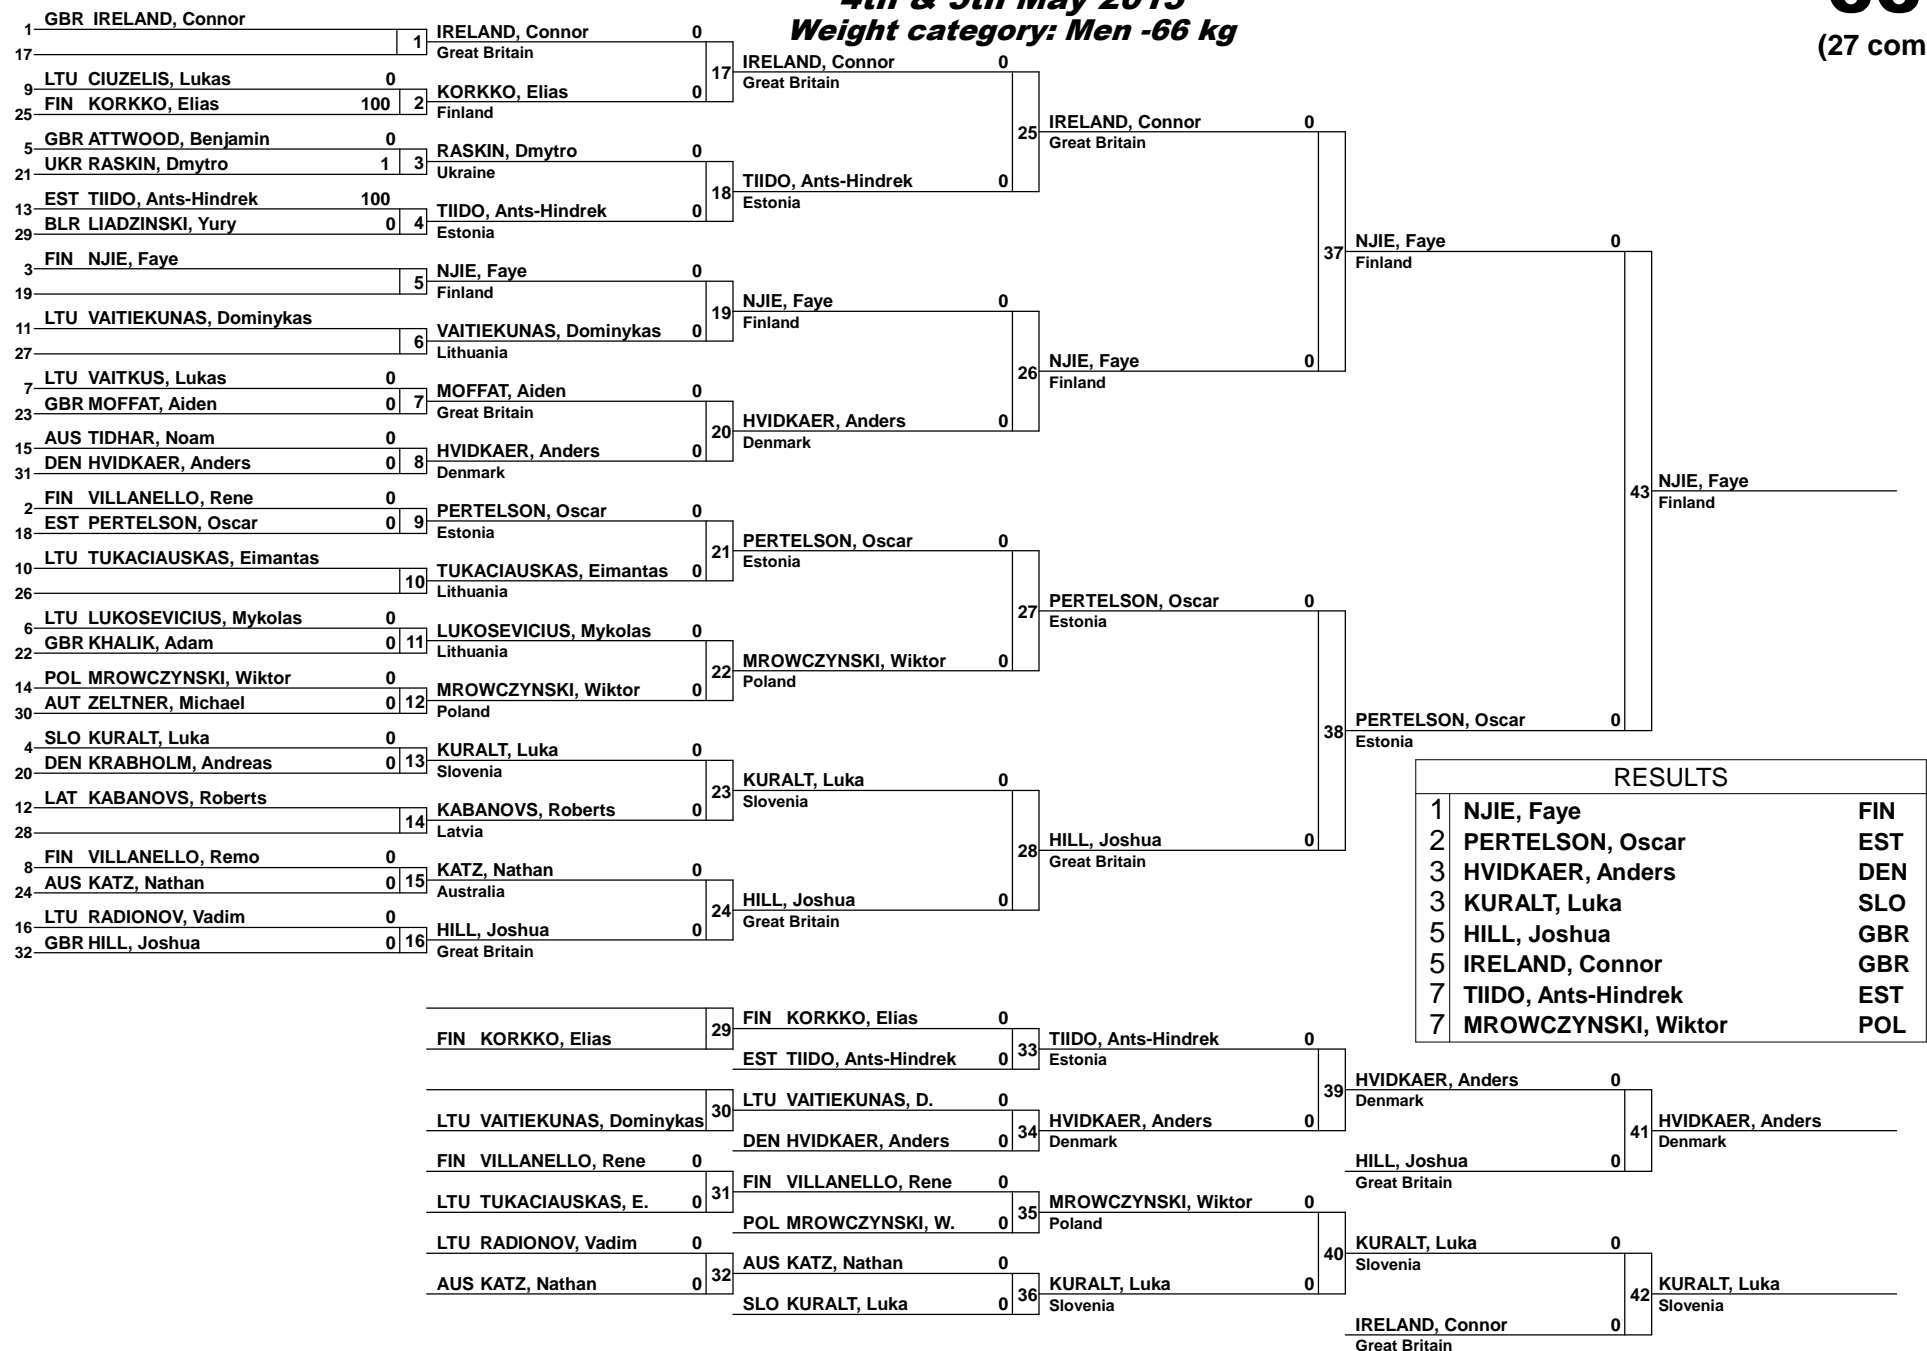 4th & 5th May 2013
Weight category: Men -66 kg
(27 com
1 GBR IRELAND, Connor
17
1
9 LTU CIUZELIS, Lukas 0
25 FIN KORKKO, Elias 100
2
5 GBR ATTWOOD, Benjamin 0
21 UKR RASKIN, Dmytro 1
3
13 EST TIIDO, Ants-Hindrek 100
29 BLR LIADZINSKI, Yury 0
4
3 FIN NJIE, Faye
19
5
11 LTU VAITIEKUNAS, Dominykas
27
6
7 LTU VAITKUS, Lukas 0
23 GBR MOFFAT, Aiden 0
7
15 AUS TIDHAR, Noam 0
31 DEN HVIDKAER, Anders 0
8
2 FIN VILLANELLO, Rene 0
18 EST PERTELSON, Oscar 0
9
10 LTU TUKACIAUSKAS, Eimantas
26
10
6 LTU LUKOSEVICIUS, Mykolas 0
22 GBR KHALIK, Adam 0
11
14 POL MROWCZYNSKI, Wiktor 0
30 AUT ZELTNER, Michael 0
12
4 SLO KURALT, Luka 0
20 DEN KRABHOLM, Andreas 0
13
12 LAT KABANOVS, Roberts
28
14
8 FIN VILLANELLO, Remo 0
24 AUS KATZ, Nathan 0
15
16 LTU RADIONOV, Vadim 0
32 GBR HILL, Joshua 0
16
IRELAND, Connor 0
Great Britain
17
KORKKO, Elias 0
Finland
RASKIN, Dmytro 0
Ukraine
18
TIIDO, Ants-Hindrek 0
Estonia
NJIE, Faye 0
Finland
19
VAITIEKUNAS, Dominykas 0
Lithuania
MOFFAT, Aiden 0
Great Britain
20
HVIDKAER, Anders 0
Denmark
PERTELSON, Oscar 0
Estonia
21
TUKACIAUSKAS, Eimantas 0
Lithuania
LUKOSEVICIUS, Mykolas 0
Lithuania
22
MROWCZYNSKI, Wiktor 0
Poland
KURALT, Luka 0
Slovenia
23
KABANOVS, Roberts 0
Latvia
KATZ, Nathan 0
Australia
24
HILL, Joshua 0
Great Britain
IRELAND, Connor 0
Great Britain
25
TIIDO, Ants-Hindrek 0
Estonia
NJIE, Faye 0
Finland
26
HVIDKAER, Anders 0
Denmark
PERTELSON, Oscar 0
Estonia
27
MROWCZYNSKI, Wiktor 0
Poland
KURALT, Luka 0
Slovenia
28
HILL, Joshua 0
Great Britain
IRELAND, Connor 0
Great Britain
37
NJIE, Faye 0
Finland
PERTELSON, Oscar 0
Estonia
38
HILL, Joshua 0
Great Britain
NJIE, Faye 0
Finland
43
PERTELSON, Oscar 0
Estonia
NJIE, Faye
Finland
RESULTS
1 NJIE, Faye FIN
2 PERTELSON, Oscar EST
3 HVIDKAER, Anders DEN
3 KURALT, Luka SLO
5 HILL, Joshua GBR
5 IRELAND, Connor GBR
7 TIIDO, Ants-Hindrek EST
7 MROWCZYNSKI, Wiktor POL
29
FIN KORKKO, Elias
30
LTU VAITIEKUNAS, Dominykas
FIN VILLANELLO, Rene 0
31
LTU TUKACIAUSKAS, E. 0
LTU RADIONOV, Vadim 0
32
AUS KATZ, Nathan 0
FIN KORKKO, Elias 0
33
EST TIIDO, Ants-Hindrek 0
LTU VAITIEKUNAS, D. 0
34
DEN HVIDKAER, Anders 0
FIN VILLANELLO, Rene 0
35
POL MROWCZYNSKI, W. 0
AUS KATZ, Nathan 0
36
SLO KURALT, Luka 0
TIIDO, Ants-Hindrek 0
Estonia
39
HVIDKAER, Anders 0
Denmark
MROWCZYNSKI, Wiktor 0
Poland
40
KURALT, Luka 0
Slovenia
HVIDKAER, Anders 0
Denmark
41
HILL, Joshua 0
Great Britain
KURALT, Luka 0
Slovenia
42
IRELAND, Connor 0
Great Britain
HVIDKAER, Anders
Denmark
KURALT, Luka
Slovenia